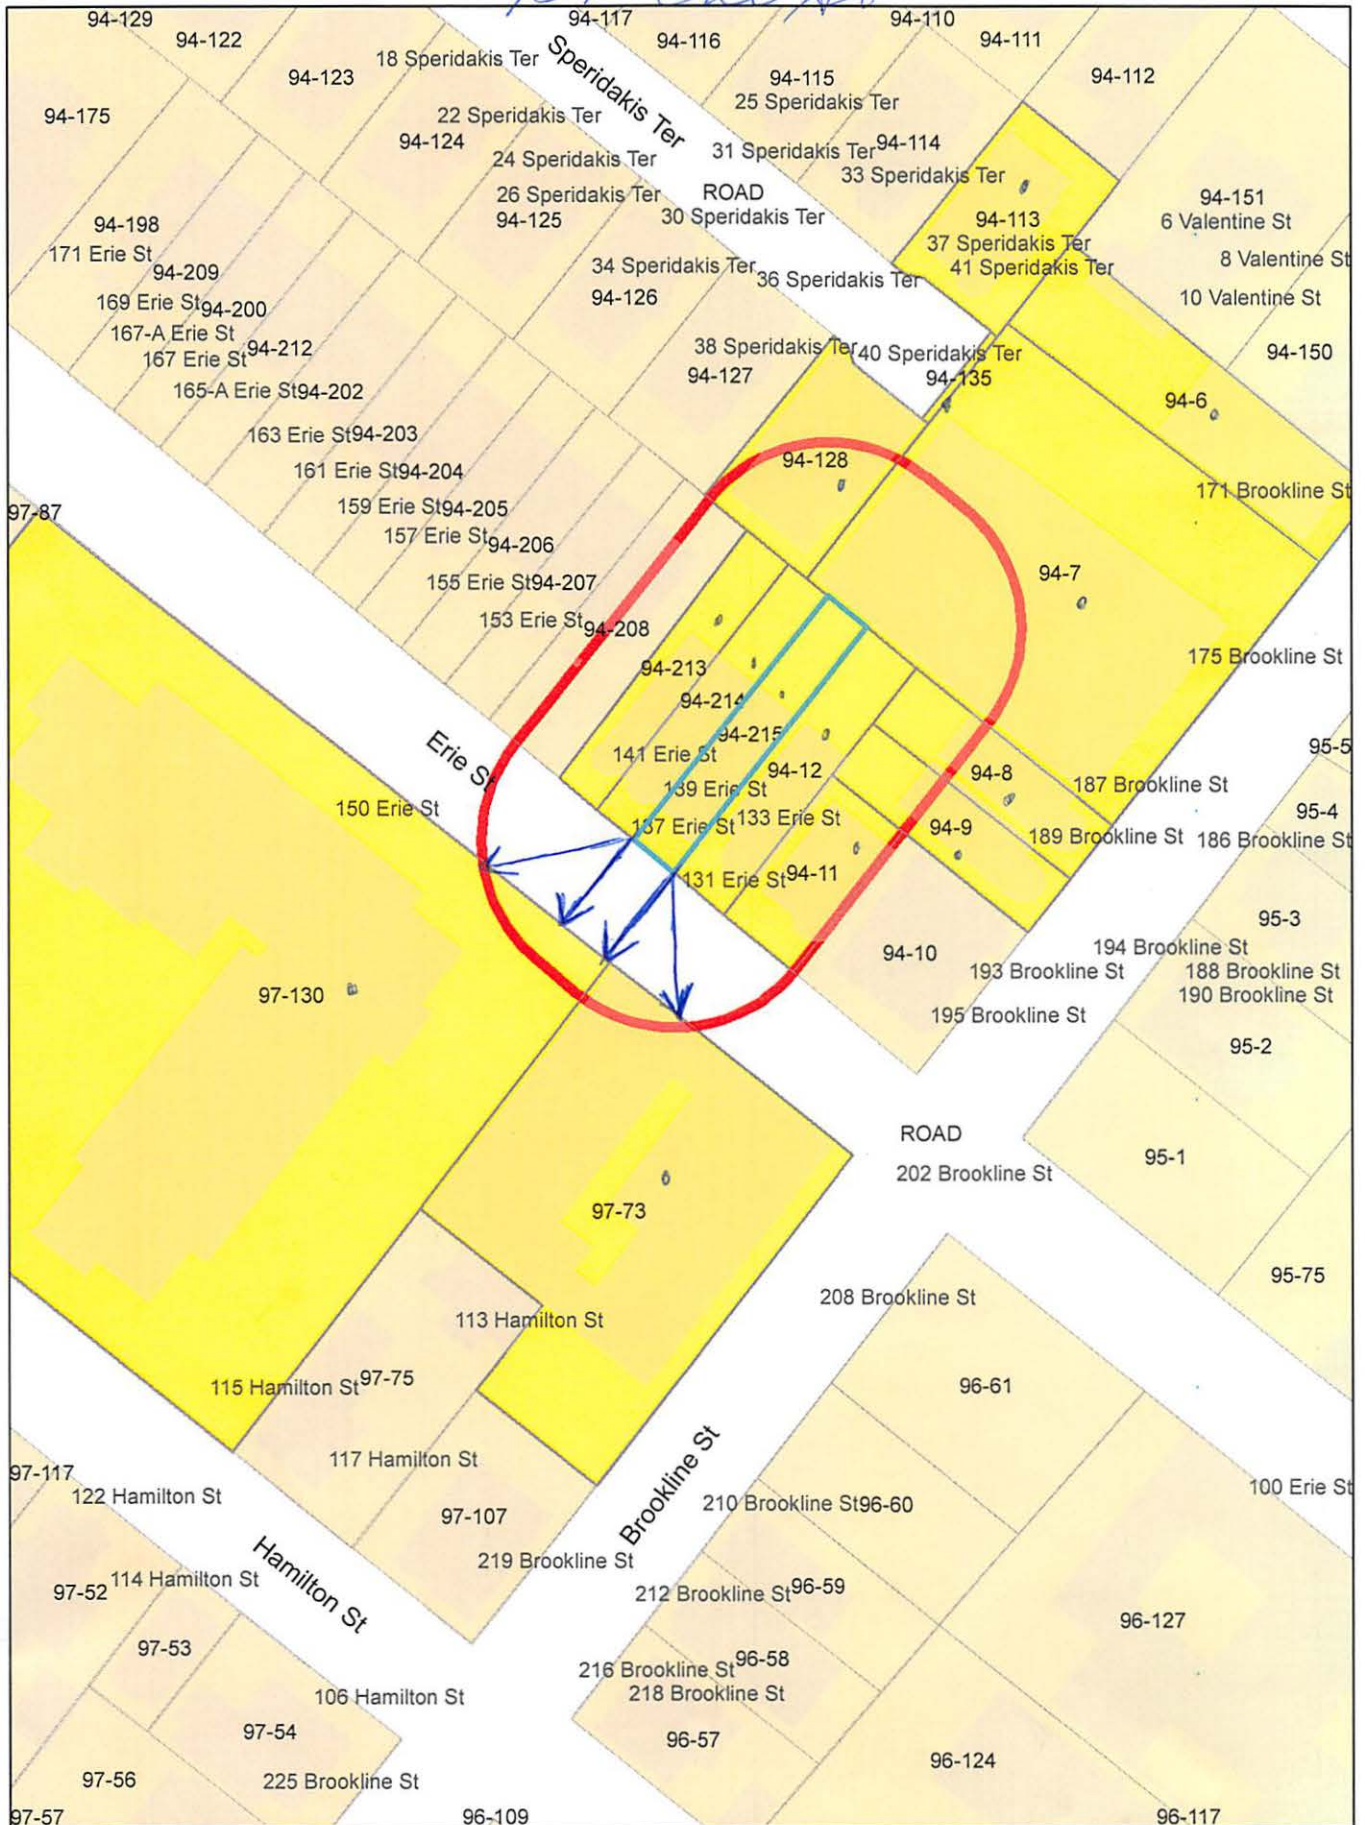 94-129
94-122
94-117
94-116
94-110
94-111
18 Speridakis Ter
94-123
Speridakis Ter
94-115
94-112
94-175
25 Speridakis Ter
22 Speridakis Ter
94-124
24 Speridakis Ter
31 Speridakis Ter
94-114
33 Speridakis Ter
26 Speridakis Ter
ROAD
94-125
30 Speridakis Ter
94-113
94-151
6 Valentine St
94-198
37 Speridakis Ter
171 Erie St
94-209
34 Speridakis Ter
36 Speridakis Ter
41 Speridakis Ter
8 Valentine St
169 Erie St
94-200
94-126
10 Valentine St
167-A Erie St
167 Erie St
94-212
38 Speridakis Ter
40 Speridakis Ter
94-150
94-127
94-135
165-A Erie St
94-202
94-6
163 Erie St
94-203
161 Erie St
94-204
94-128
171 Brookline St
159 Erie St
94-205
97-87
157 Erie St
94-206
94-7
155 Erie St
94-207
153 Erie St
94-208
94-213
175 Brookline St
94-214
94-215
Erie St
141 Erie St
94-12
94-8
95-5
139 Erie St
187 Brookline St
150 Erie St
137 Erie St
133 Erie St
94-9
189 Brookline St
95-4
186 Brookline St
131 Erie St
94-11
95-3
94-10
194 Brookline St
193 Brookline St
188 Brookline St
97-130
190 Brookline St
195 Brookline St
95-2
ROAD
95-1
202 Brookline St
97-73
95-75
208 Brookline St
113 Hamilton St
115 Hamilton St
97-75
96-61
117 Hamilton St
Brookline St
97-117
122 Hamilton St
100 Erie St
210 Brookline St
96-60
97-107
Hamilton St
219 Brookline St
114 Hamilton St
97-52
212 Brookline St
96-59
96-127
97-53
216 Brookline St
96-58
106 Hamilton St
218 Brookline St
97-54
96-57
96-124
97-56
225 Brookline St
97-57
96-109
96-117